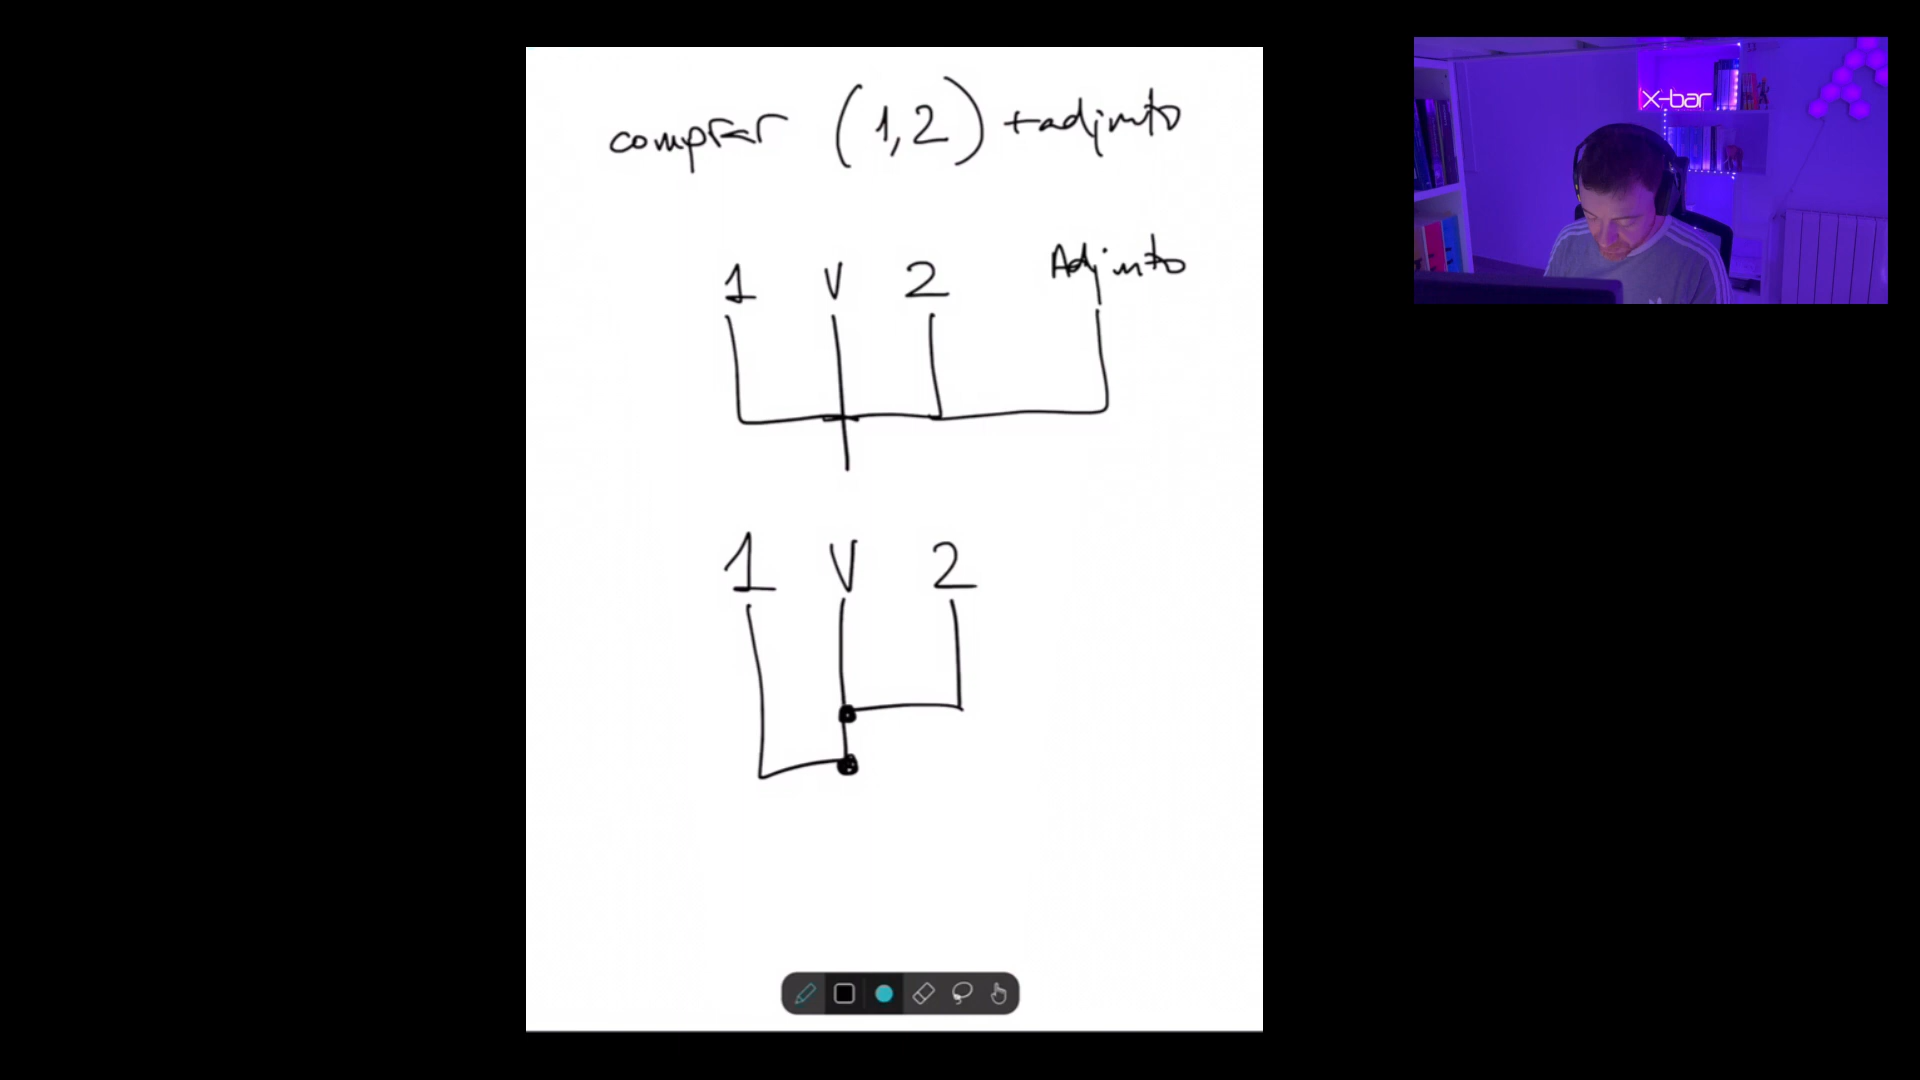 comprar (1,2) + adjunto
1 V 2 Adjunto
1 V 2
X-bar